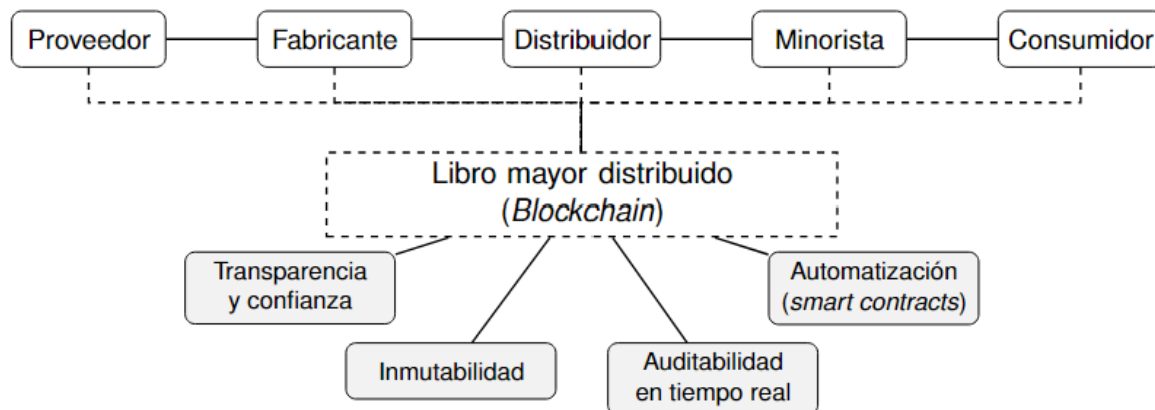 Proveedor
Fabricante
Distribuidor
Minorista
Consumidor
Libro mayor distribuido
(Blockchain)
Transparencia
y confianza
Automatización
(smart contracts)
Inmutabilidad
Auditabilidad
en tiempo real